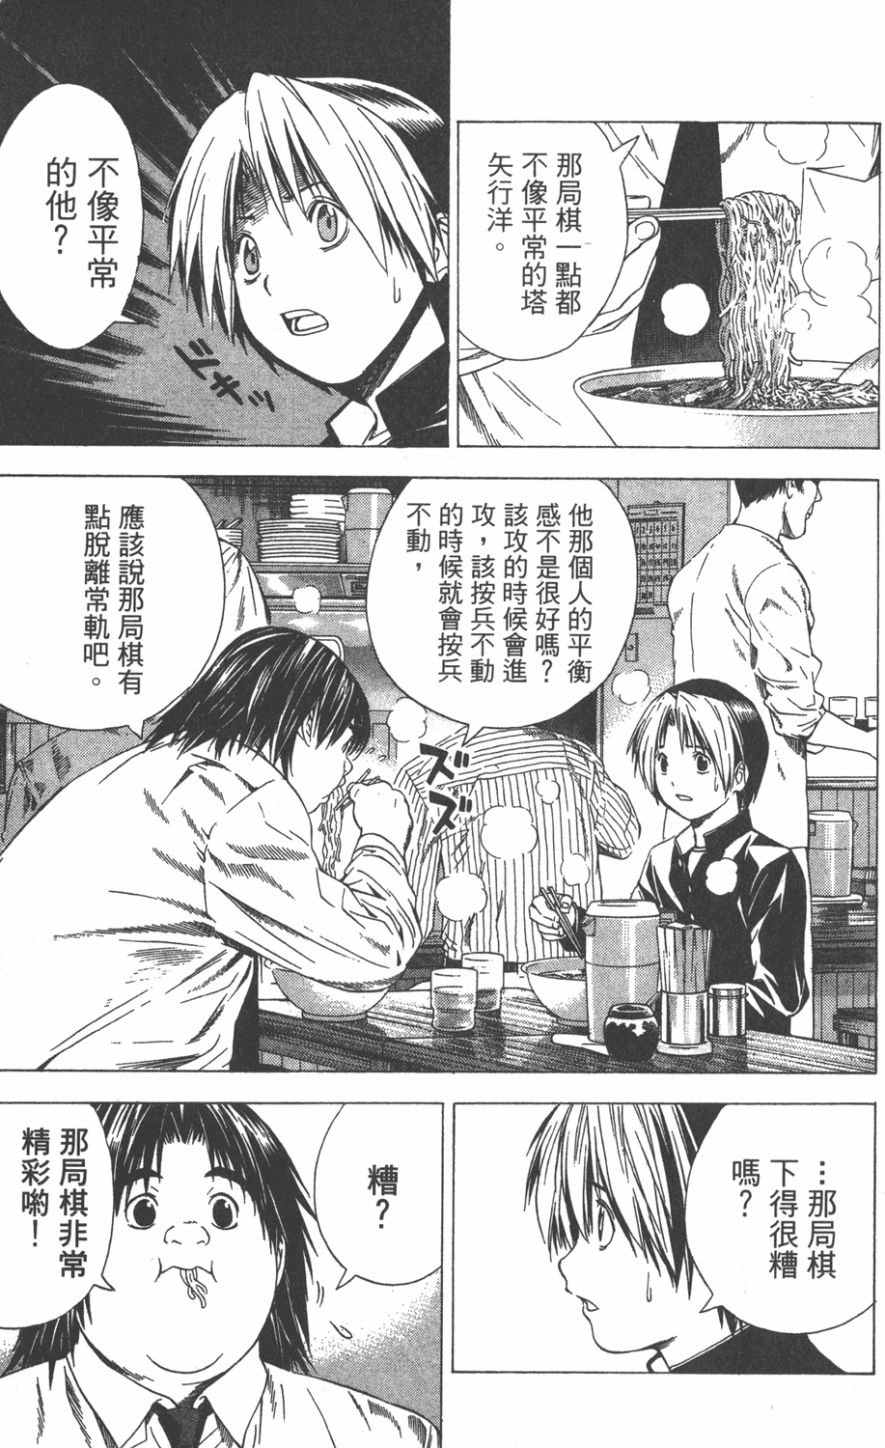 那局棋一點都
不像平常的塔
矢行洋。
不像平常
的他？
ドキッ
他那個人的平衡
感不是很好嗎？
該攻的時候會進
攻，該按兵不動
的時候就會按兵
不動，
應該說那局棋有
點脫離常軌吧。
ズズ
…那局棋
下得很糟
嗎？
糟？
那局棋非常
精彩喲！